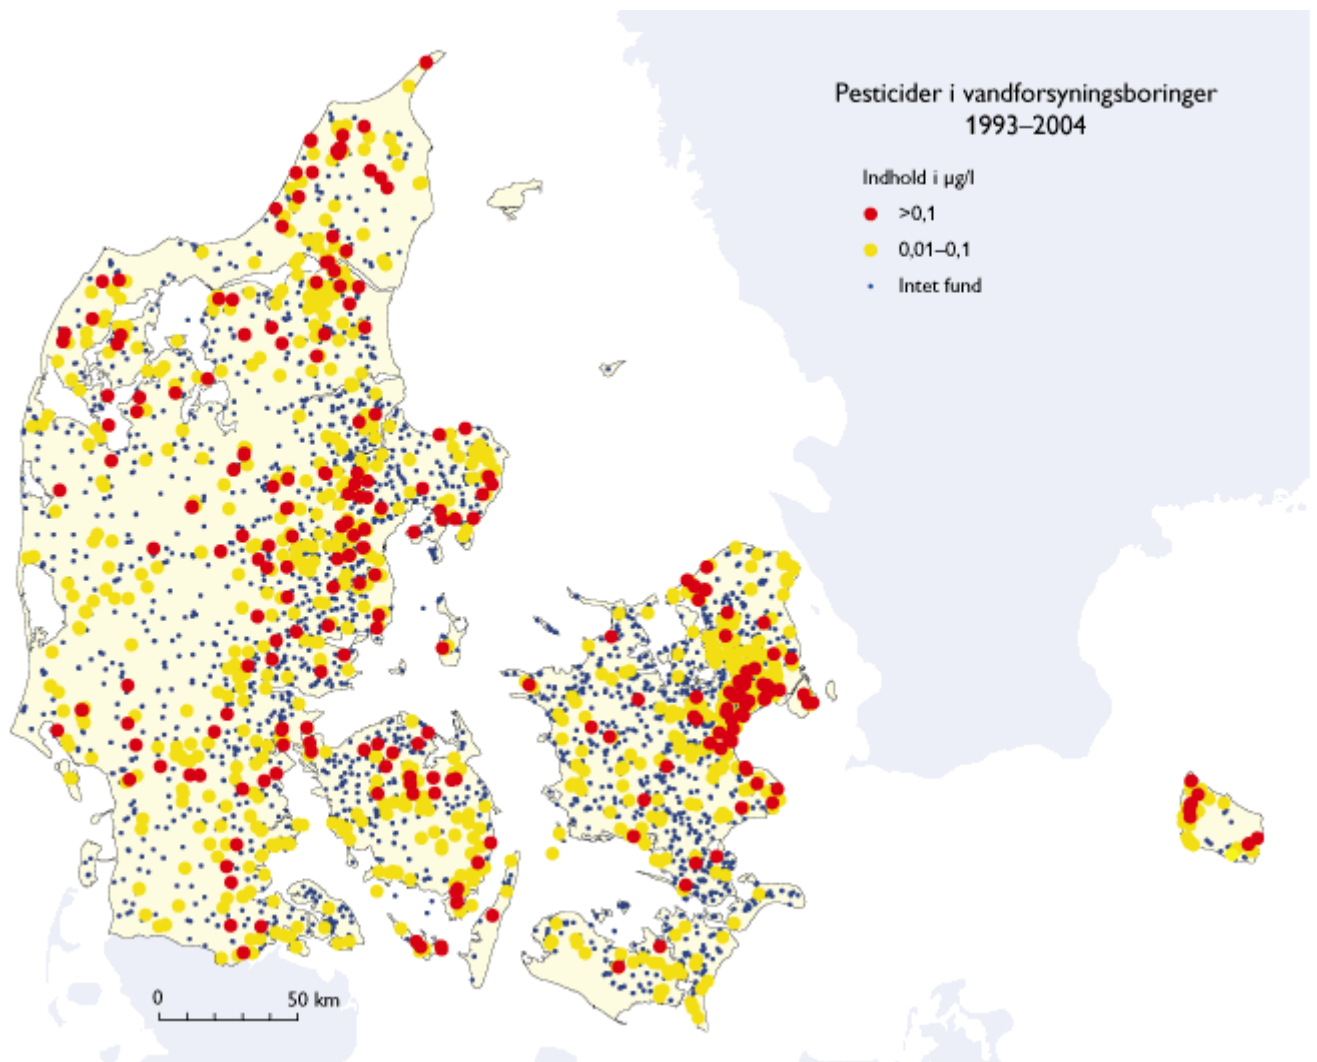 Pesticider i vandforsyningsboringer
1993–2004
Indhold i µg/l
>0,1
0,01–0,1
Intet fund
0 50 km